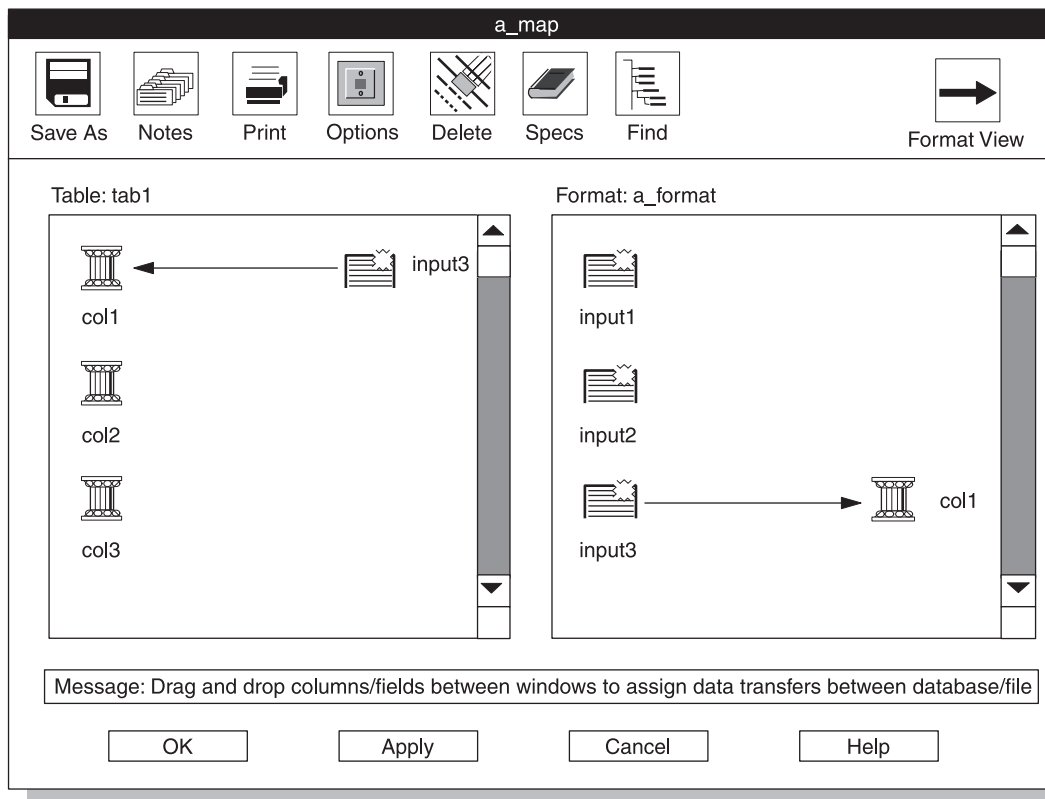 a_map
Save As Notes Print Options Delete Specs Find Format View
Table: tab1 Format: a_format
input3
col1 input1
col2 input2
col1
col3 input3
Message: Drag and drop columns/fields between windows to assign data transfers between database/file
OK Apply Cancel Help